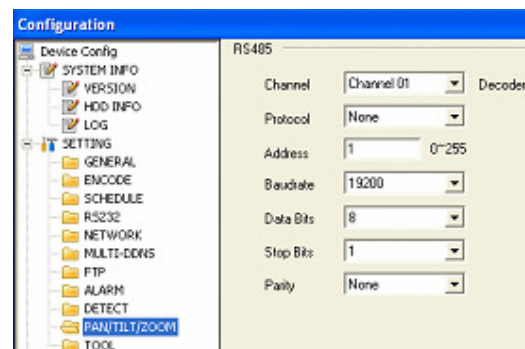 Configuration
Device Config
SYSTEM INFO
VERSION
HDD INFO
LOG
SETTING
GENERAL
ENCODE
SCHEDULE
RS232
NETWORK
MULTI-DDNS
FTP
ALARM
DETECT
PAN/TILT/ZOOM
TOOL
RS485
Channel Channel 01 Decoder
Protocol None
Address 1 0~255
Baudrate 19200
Data Bits 8
Stop Bits 1
Parity None